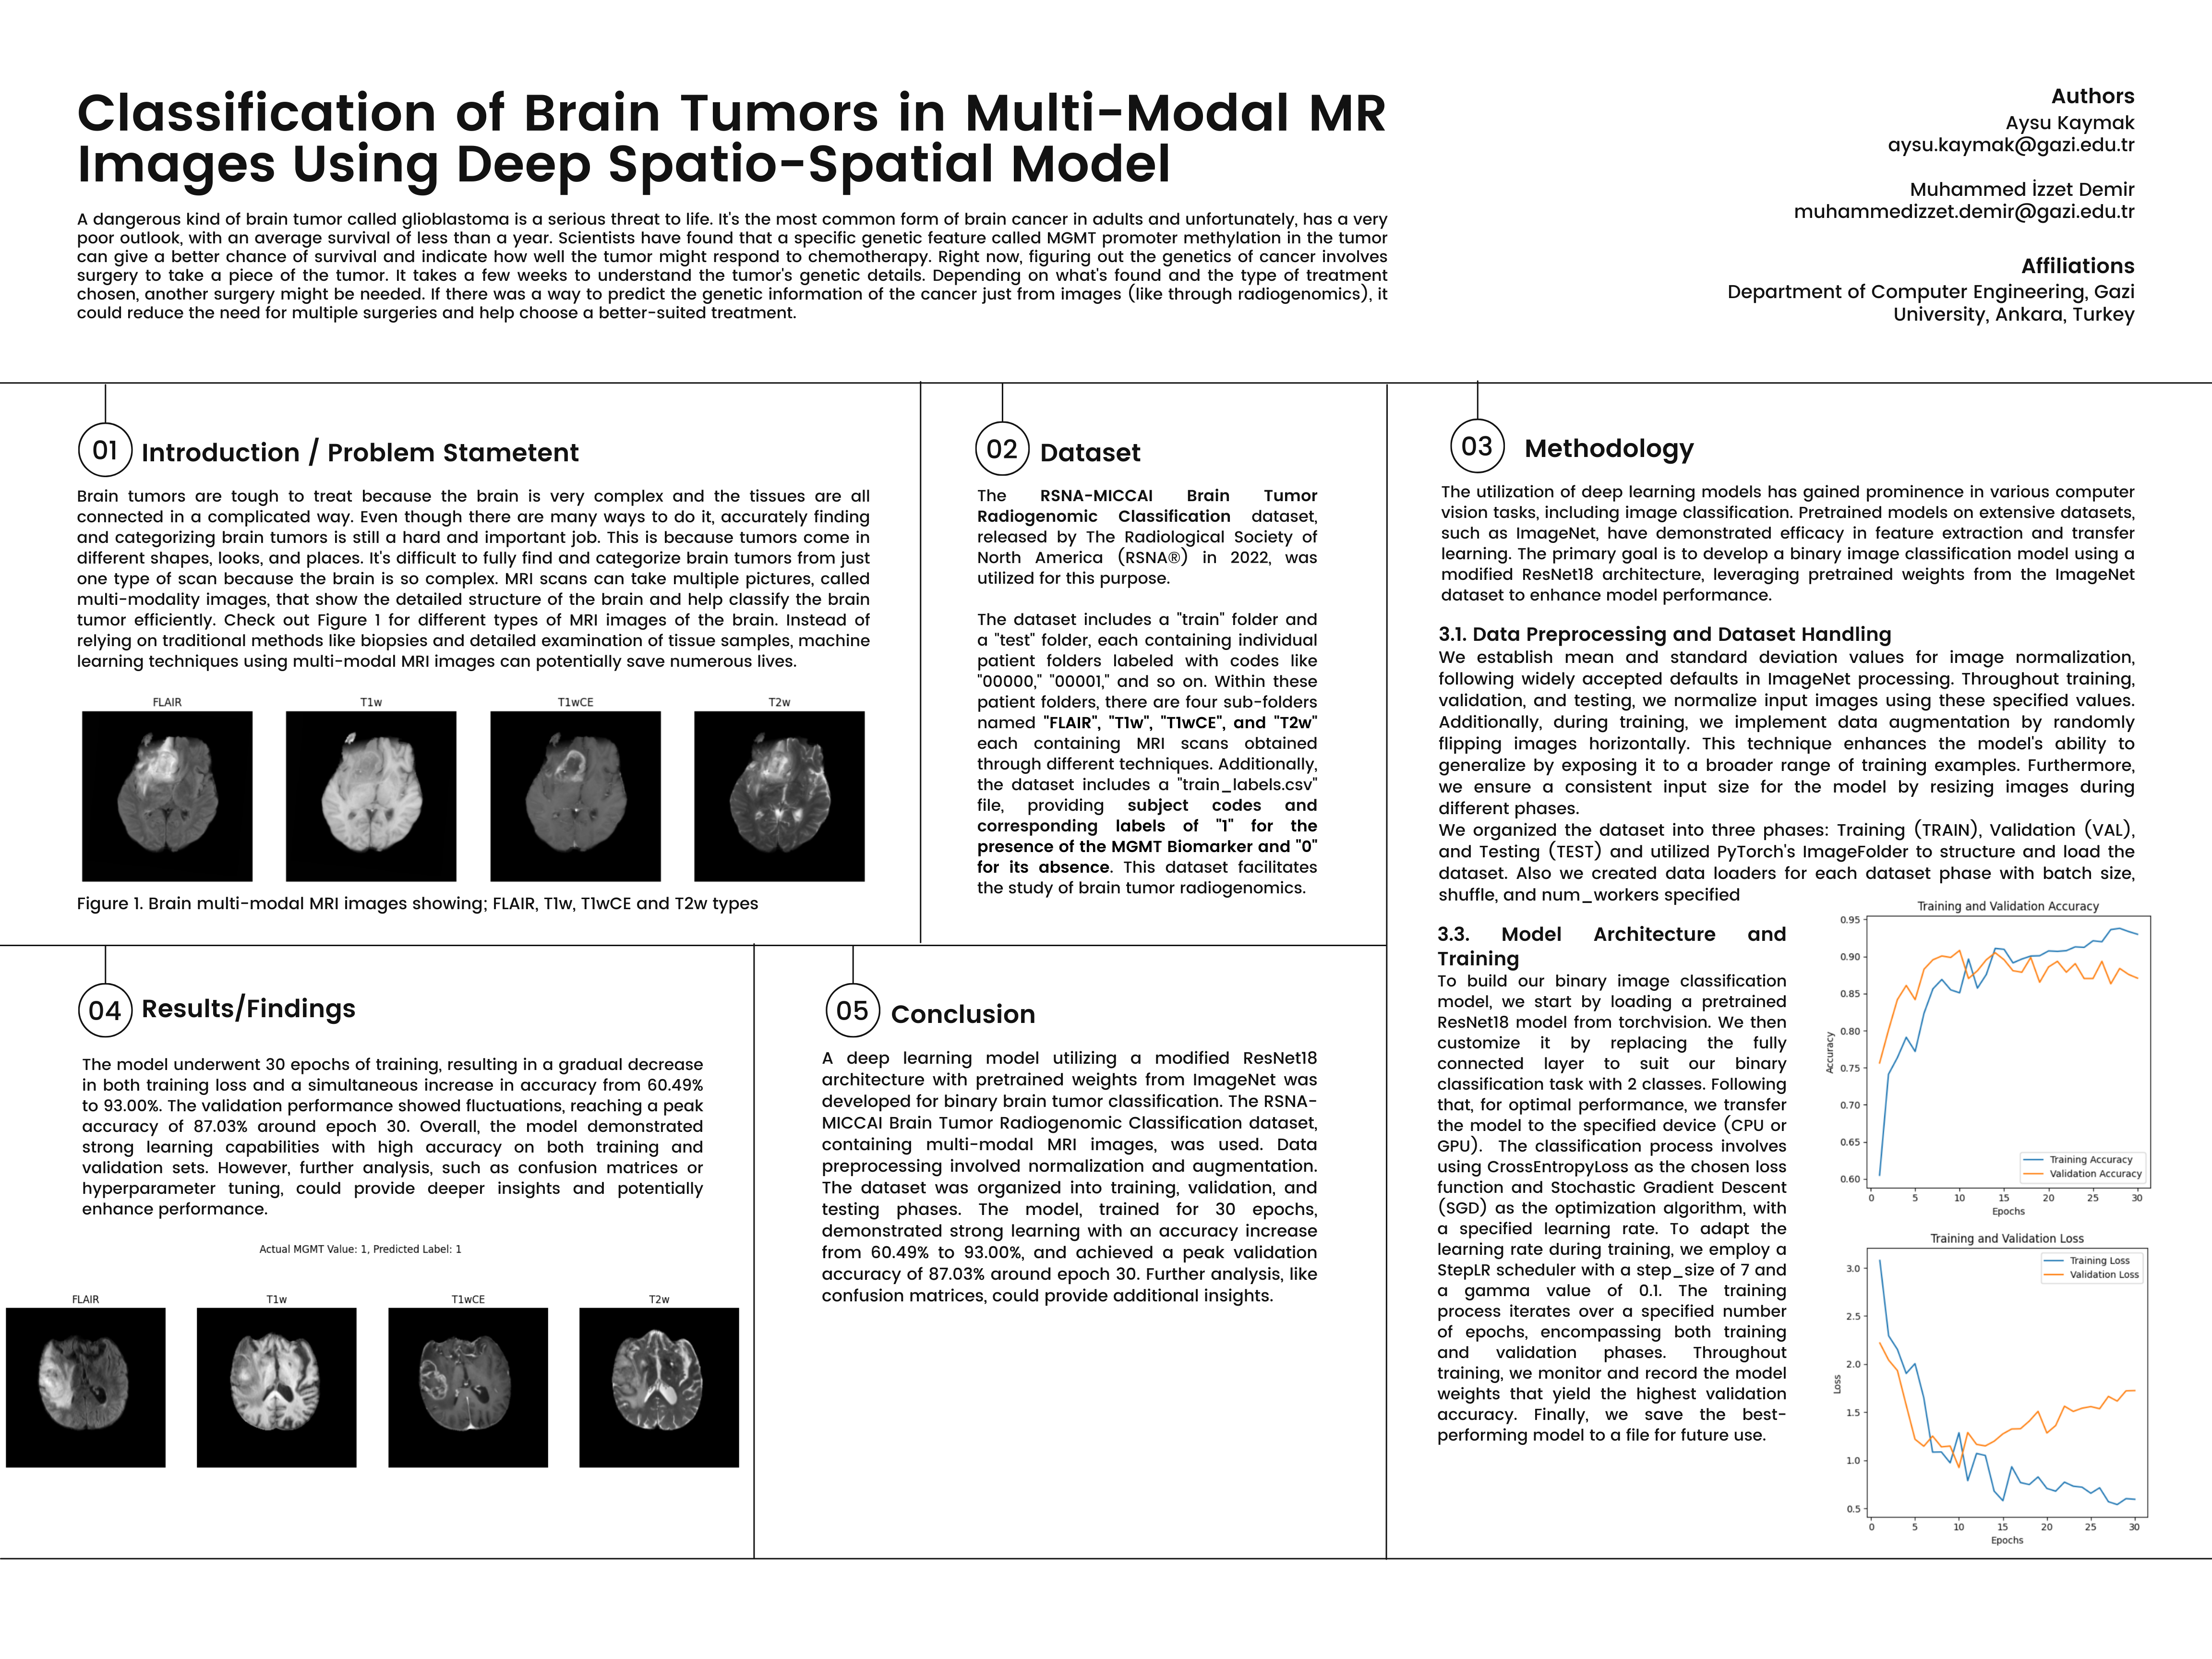 Classification of Brain Tumors in Multi-Modal MR
Images Using Deep Spatio-Spatial Model
A dangerous kind of brain tumor called glioblastoma is a serious threat to life. It's the most common form of brain cancer in adults and unfortunately, has a very
poor outlook, with an average survival of less than a year. Scientists have found that a specific genetic feature called MGMT promoter methylation in the tumor
can give a better chance of survival and indicate how well the tumor might respond to chemotherapy. Right now, figuring out the genetics of cancer involves
surgery to take a piece of the tumor. It takes a few weeks to understand the tumor's genetic details. Depending on what's found and the type of treatment
chosen, another surgery might be needed. If there was a way to predict the genetic information of the cancer just from images (like through radiogenomics), it
could reduce the need for multiple surgeries and help choose a better-suited treatment.
Authors
Aysu Kaymak
aysu.kaymak@gazi.edu.tr
Muhammed İzzet Demir
muhammedizzet.demir@gazi.edu.tr
Affiliations
Department of Computer Engineering, Gazi
University, Ankara, Turkey
01 Introduction / Problem Stametent
Brain tumors are tough to treat because the brain is very complex and the tissues are all
connected in a complicated way. Even though there are many ways to do it, accurately finding
and categorizing brain tumors is still a hard and important job. This is because tumors come in
different shapes, looks, and places. It's difficult to fully find and categorize brain tumors from just
one type of scan because the brain is so complex. MRI scans can take multiple pictures, called
multi-modality images, that show the detailed structure of the brain and help classify the brain
tumor efficiently. Check out Figure 1 for different types of MRI images of the brain. Instead of
relying on traditional methods like biopsies and detailed examination of tissue samples, machine
learning techniques using multi-modal MRI images can potentially save numerous lives.
FLAIR T1w T1wCE T2w
Figure 1. Brain multi-modal MRI images showing; FLAIR, T1w, T1wCE and T2w types
02 Dataset
The RSNA-MICCAI Brain Tumor
Radiogenomic Classification dataset,
released by The Radiological Society of
North America (RSNA®) in 2022, was
utilized for this purpose.
The dataset includes a "train" folder and
a "test" folder, each containing individual
patient folders labeled with codes like
"00000," "00001," and so on. Within these
patient folders, there are four sub-folders
named "FLAIR", "T1w", "T1wCE", and "T2w"
each containing MRI scans obtained
through different techniques. Additionally,
the dataset includes a "train_labels.csv"
file, providing subject codes and
corresponding labels of "1" for the
presence of the MGMT Biomarker and "0"
for its absence. This dataset facilitates
the study of brain tumor radiogenomics.
03 Methodology
The utilization of deep learning models has gained prominence in various computer
vision tasks, including image classification. Pretrained models on extensive datasets,
such as ImageNet, have demonstrated efficacy in feature extraction and transfer
learning. The primary goal is to develop a binary image classification model using a
modified ResNet18 architecture, leveraging pretrained weights from the ImageNet
dataset to enhance model performance.
3.1. Data Preprocessing and Dataset Handling
We establish mean and standard deviation values for image normalization,
following widely accepted defaults in ImageNet processing. Throughout training,
validation, and testing, we normalize input images using these specified values.
Additionally, during training, we implement data augmentation by randomly
flipping images horizontally. This technique enhances the model's ability to
generalize by exposing it to a broader range of training examples. Furthermore,
we ensure a consistent input size for the model by resizing images during
different phases.
We organized the dataset into three phases: Training (TRAIN), Validation (VAL),
and Testing (TEST) and utilized PyTorch's ImageFolder to structure and load the
dataset. Also we created data loaders for each dataset phase with batch size,
shuffle, and num_workers specified
3.3. Model Architecture and
Training
To build our binary image classification
model, we start by loading a pretrained
ResNet18 model from torchvision. We then
customize it by replacing the fully
connected layer to suit our binary
classification task with 2 classes. Following
that, for optimal performance, we transfer
the model to the specified device (CPU or
GPU). The classification process involves
using CrossEntropyLoss as the chosen loss
function and Stochastic Gradient Descent
(SGD) as the optimization algorithm, with
a specified learning rate. To adapt the
learning rate during training, we employ a
StepLR scheduler with a step_size of 7 and
a gamma value of 0.1. The training
process iterates over a specified number
of epochs, encompassing both training
and validation phases. Throughout
training, we monitor and record the model
weights that yield the highest validation
accuracy. Finally, we save the best-
performing model to a file for future use.
Training and Validation Accuracy
0.95
0.90
0.85
0.80
0.75
0.70
0.65
0.60
Accuracy
Training Accuracy
Validation Accuracy
0 5 10 15 20 25 30
Epochs
Training and Validation Loss
Training Loss
Validation Loss
3.0
2.5
2.0
1.5
1.0
0.5
Loss
0 5 10 15 20 25 30
Epochs
04 Results/Findings
The model underwent 30 epochs of training, resulting in a gradual decrease
in both training loss and a simultaneous increase in accuracy from 60.49%
to 93.00%. The validation performance showed fluctuations, reaching a peak
accuracy of 87.03% around epoch 30. Overall, the model demonstrated
strong learning capabilities with high accuracy on both training and
validation sets. However, further analysis, such as confusion matrices or
hyperparameter tuning, could provide deeper insights and potentially
enhance performance.
Actual MGMT Value: 1, Predicted Label: 1
FLAIR T1w T1wCE T2w
05 Conclusion
A deep learning model utilizing a modified ResNet18
architecture with pretrained weights from ImageNet was
developed for binary brain tumor classification. The RSNA-
MICCAI Brain Tumor Radiogenomic Classification dataset,
containing multi-modal MRI images, was used. Data
preprocessing involved normalization and augmentation.
The dataset was organized into training, validation, and
testing phases. The model, trained for 30 epochs,
demonstrated strong learning with an accuracy increase
from 60.49% to 93.00%, and achieved a peak validation
accuracy of 87.03% around epoch 30. Further analysis, like
confusion matrices, could provide additional insights.